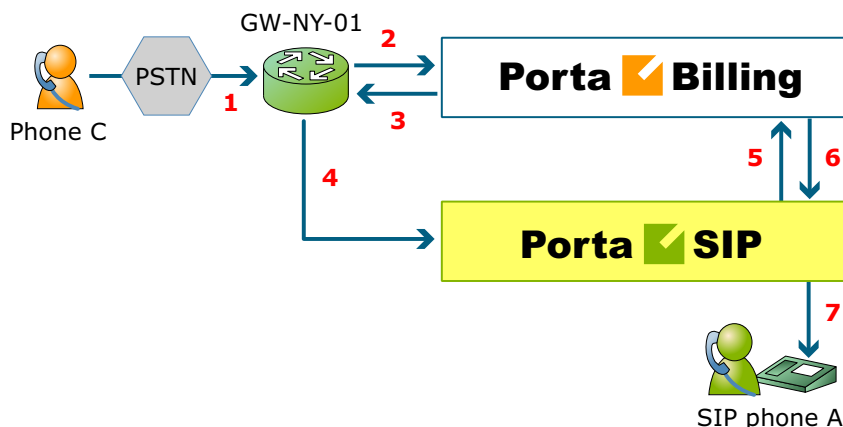 GW-NY-01
2
Porta Billing
PSTN
1
3
Phone C
5
6
4
Porta SIP
7
SIP phone A